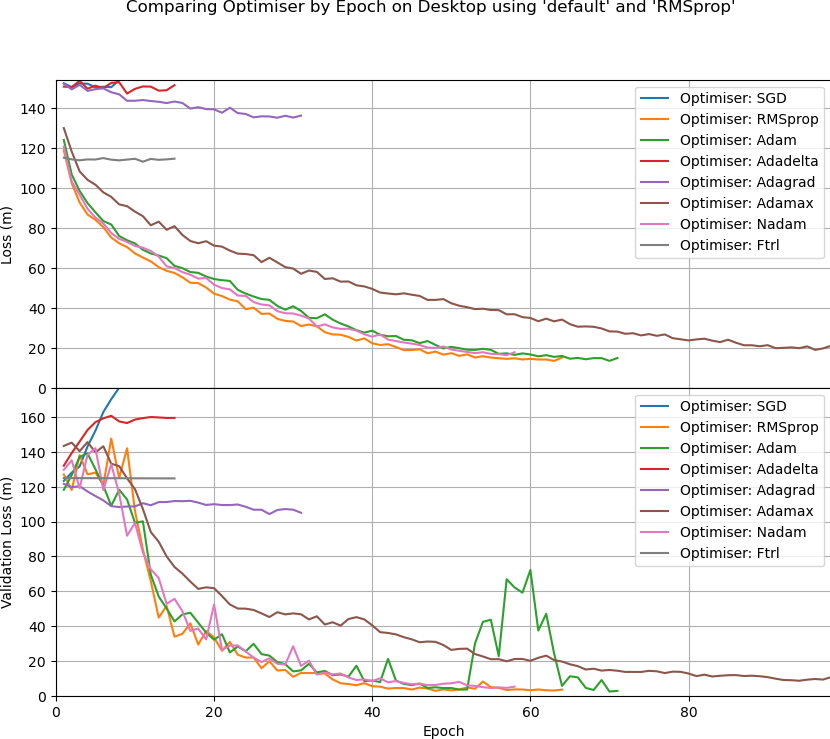 Comparing Optimiser by Epoch on Desktop using 'default' and 'RMSprop'
140
120
100
80
60
40
20
0
Loss (m)
Optimiser: SGD
Optimiser: RMSprop
Optimiser: Adam
Optimiser: Adadelta
Optimiser: Adagrad
Optimiser: Adamax
Optimiser: Nadam
Optimiser: Ftrl
160
140
120
100
80
60
40
20
0
Validation Loss (m)
Optimiser: SGD
Optimiser: RMSprop
Optimiser: Adam
Optimiser: Adadelta
Optimiser: Adagrad
Optimiser: Adamax
Optimiser: Nadam
Optimiser: Ftrl
0 20 40 60 80
Epoch